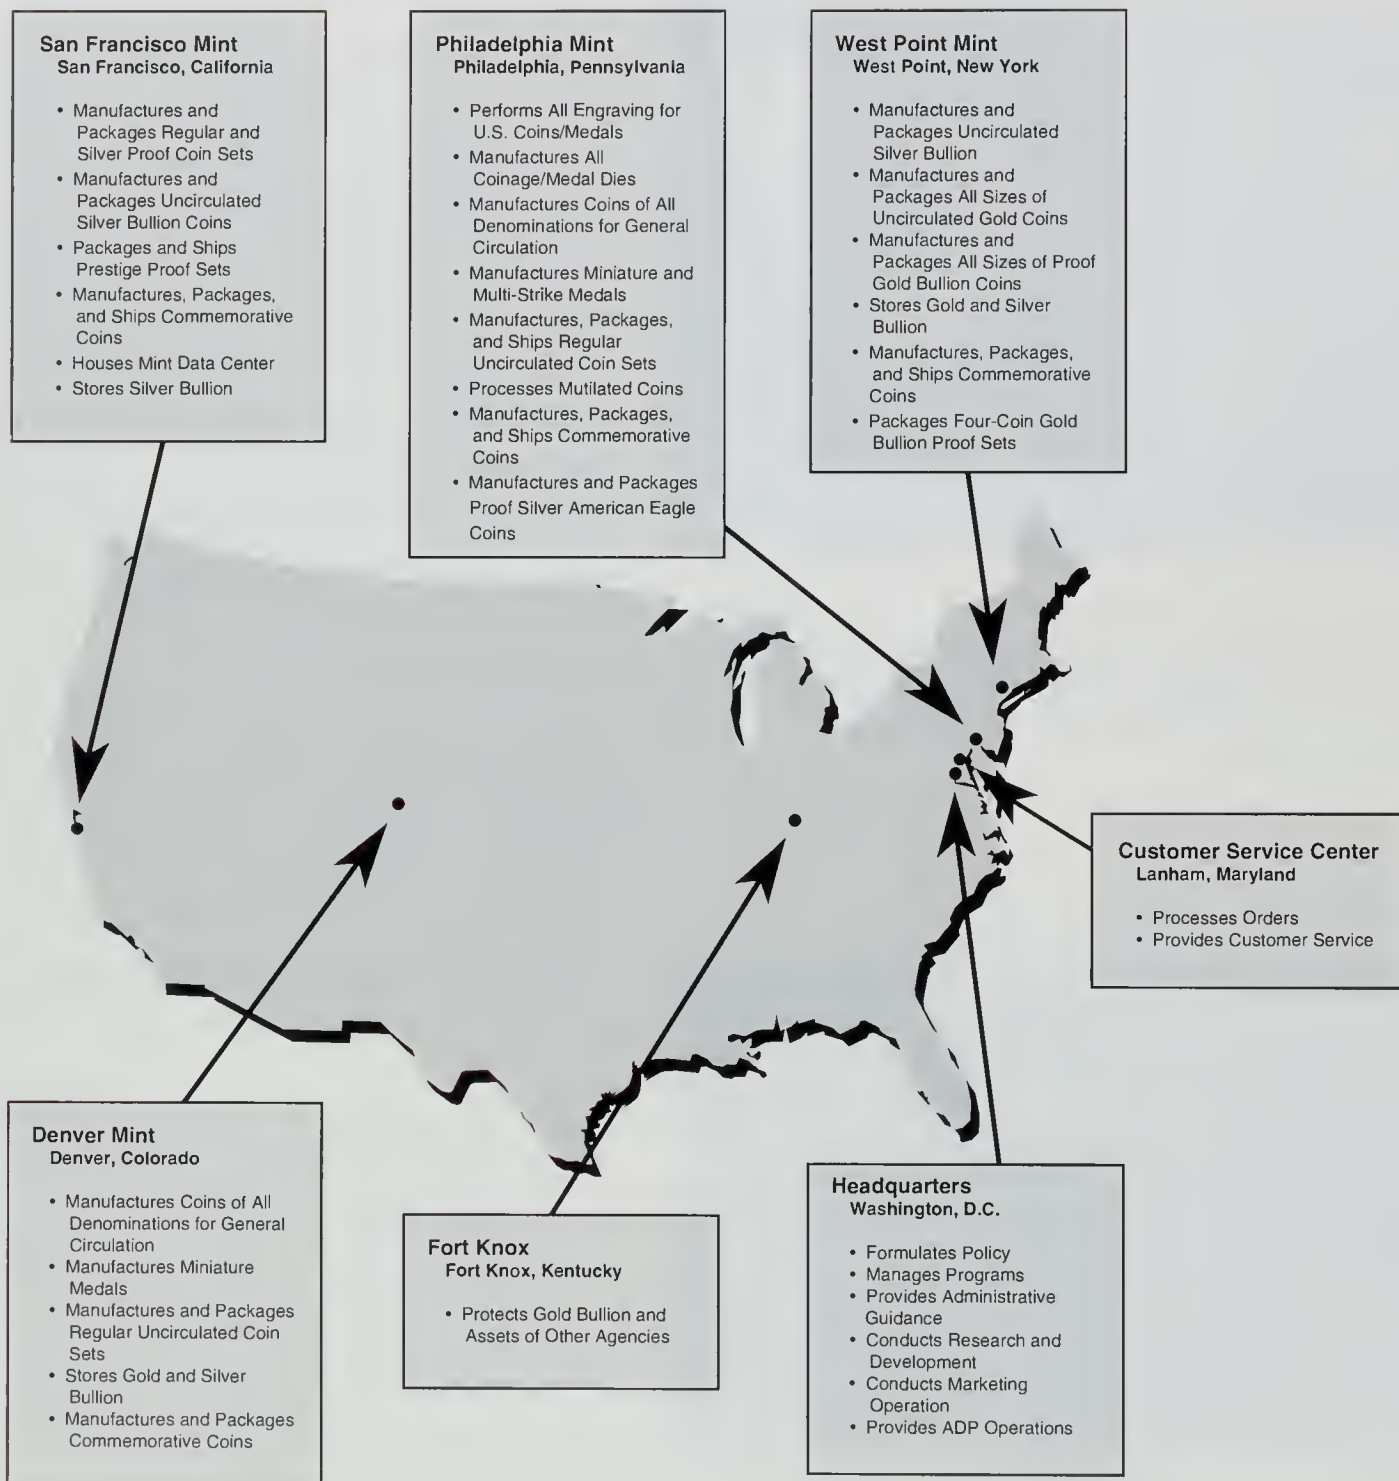 San Francisco Mint
San Francisco, California
• Manufactures and
Packages Regular and
Silver Proof Coin Sets
• Manufactures and
Packages Uncirculated
Silver Bullion Coins
• Packages and Ships
Prestige Proof Sets
• Manufactures, Packages,
and Ships Commemorative
Coins
• Houses Mint Data Center
• Stores Silver Bullion
Philadelphia Mint
Philadelphia, Pennsylvania
• Performs All Engraving for
U.S. Coins/Medals
• Manufactures All
Coinage/Medal Dies
• Manufactures Coins of All
Denominations for General
Circulation
• Manufactures Miniature and
Multi-Strike Medals
• Manufactures, Packages,
and Ships Regular
Uncirculated Coin Sets
• Processes Mutilated Coins
• Manufactures, Packages,
and Ships Commemorative
Coins
• Manufactures and Packages
Proof Silver American Eagle
Coins
West Point Mint
West Point, New York
• Manufactures and
Packages Uncirculated
Silver Bullion
• Manufactures and
Packages All Sizes of
Uncirculated Gold Coins
• Manufactures and
Packages All Sizes of Proof
Gold Bullion Coins
• Stores Gold and Silver
Bullion
• Manufactures, Packages,
and Ships Commemorative
Coins
• Packages Four-Coin Gold
Bullion Proof Sets
Customer Service Center
Lanham, Maryland
• Processes Orders
• Provides Customer Service
Denver Mint
Denver, Colorado
• Manufactures Coins of All
Denominations for General
Circulation
• Manufactures Miniature
Medals
• Manufactures and Packages
Regular Uncirculated Coin
Sets
• Stores Gold and Silver
Bullion
• Manufactures and Packages
Commemorative Coins
Fort Knox
Fort Knox, Kentucky
• Protects Gold Bullion and
Assets of Other Agencies
Headquarters
Washington, D.C.
• Formulates Policy
• Manages Programs
• Provides Administrative
Guidance
• Conducts Research and
Development
• Conducts Marketing
Operation
• Provides ADP Operations